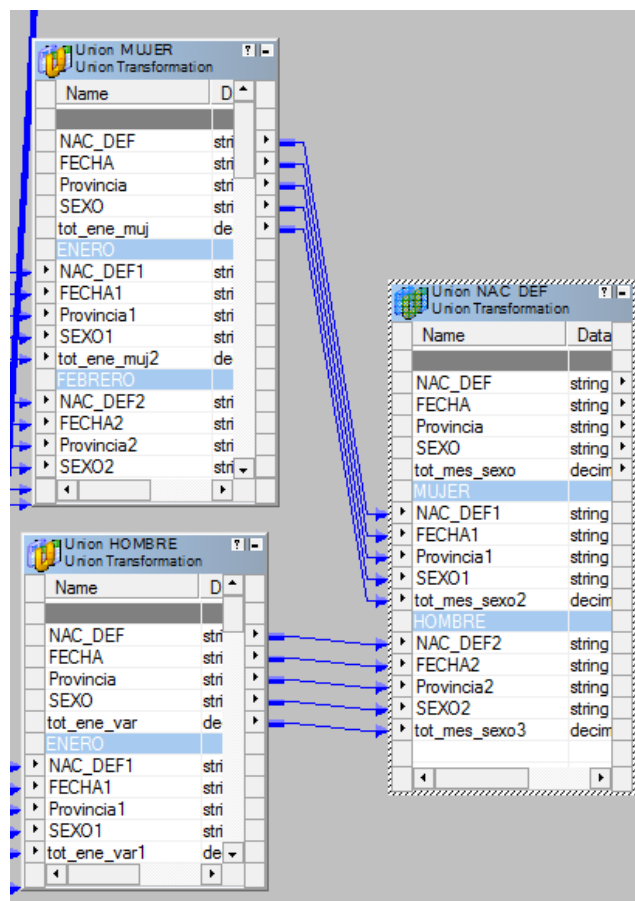 Union MUJER
Union Transformation
Name D
NAC_DEF stri
FECHA stri
Provincia stri
SEXO stri
tot_ene_muj de
ENERO
NAC_DEF1 stri
FECHA1 stri
Provincia1 stri
SEXO1 stri
tot_ene_muj2 de
FEBRERO
NAC_DEF2 stri
FECHA2 stri
Provincia2 stri
SEXO2 stri
Union HOMBRE
Union Transformation
Name D
NAC_DEF stri
FECHA stri
Provincia stri
SEXO stri
tot_ene_var de
ENERO
NAC_DEF1 stri
FECHA1 stri
Provincia1 stri
SEXO1 stri
tot_ene_var1 de
Union NAC DEF
Union Transformation
Name Data
NAC_DEF string
FECHA string
Provincia string
SEXO string
tot_mes_sexo decim
MUJER
NAC_DEF1 string
FECHA1 string
Provincia1 string
SEXO1 string
tot_mes_sexo2 decim
HOMBRE
NAC_DEF2 string
FECHA2 string
Provincia2 string
SEXO2 string
tot_mes_sexo3 decim